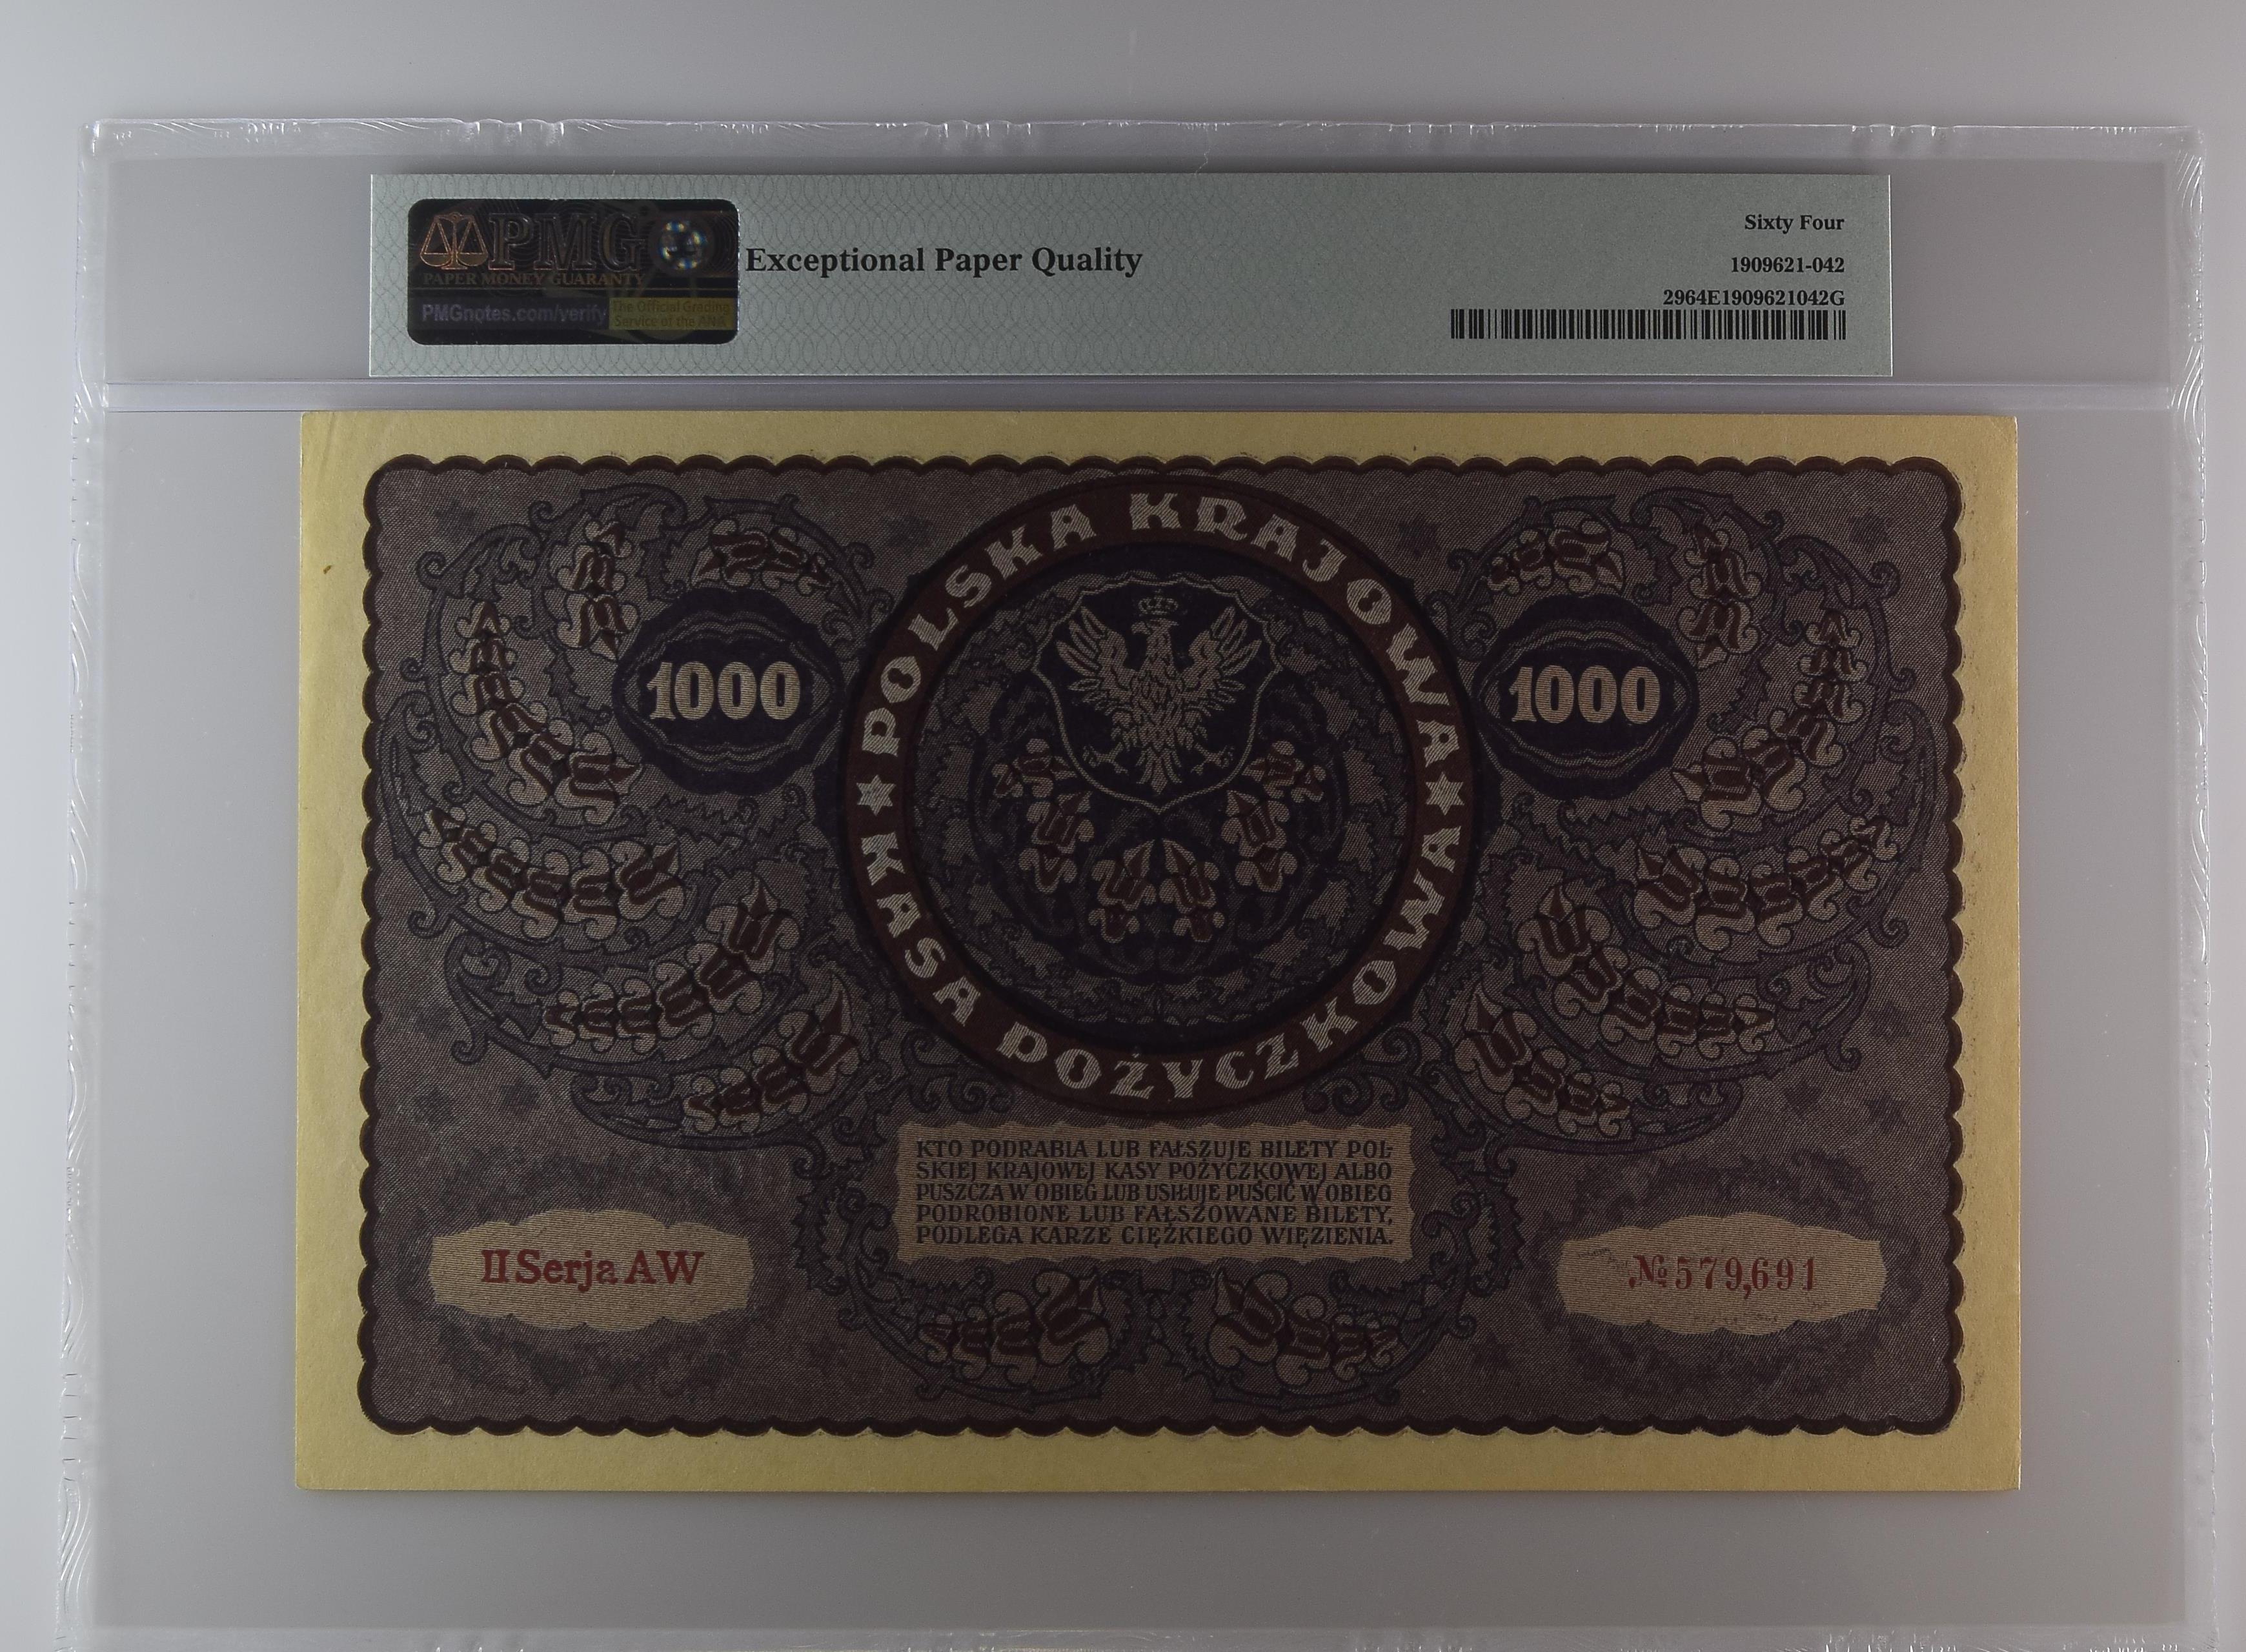 PMG
PAPER MONEY GUARANTY
PMGnotes.com/verify
The Official Grading
Service of the ANA
Exceptional Paper Quality
Sixty Four
1909621-042
2964E1909621042G
POLSKA KRAJOWA
KASA POŻYCZKOWA
1000
1000
KTO PODRABIA LUB FAŁSZUJE BILETY POL-
SKIEJ KRAJOWEJ KASY POŻYCZKOWEJ ALBO
PUSZCZA W OBIEG LUB USIŁUJE PUŚCIĆ W OBIEG
PODROBIONE LUB FAŁSZOWANE BILETY,
PODLEGA KARZE CIĘŻKIEGO WIĘZIENIA.
II Serja AW
№ 579,691